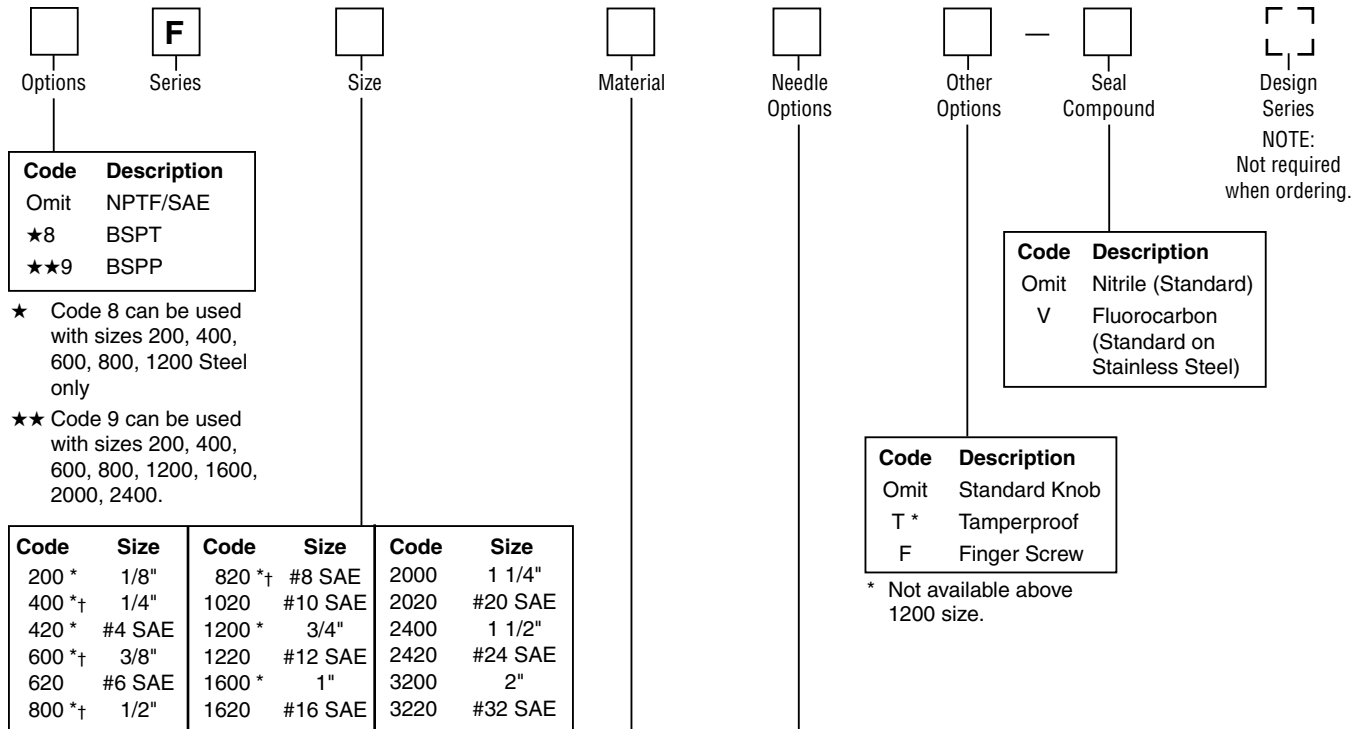 F
Options Series Size Material Needle Options Other Options — Seal Compound Design Series
NOTE:
Not required
when ordering.
Code Description
Omit NPTF/SAE
★8 BSPT
★★9 BSPP
★ Code 8 can be used
with sizes 200, 400,
600, 800, 1200 Steel
only
★★ Code 9 can be used
with sizes 200, 400,
600, 800, 1200, 1600,
2000, 2400.
Code Description
Omit Nitrile (Standard)
V Fluorocarbon
(Standard on
Stainless Steel)
Code Description
Omit Standard Knob
T * Tamperproof
F Finger Screw
* Not available above
1200 size.
Code Size Code Size Code Size
200 * 1/8" 820 *† #8 SAE 2000 1 1/4"
400 *† 1/4" 1020 #10 SAE 2020 #20 SAE
420 * #4 SAE 1200 * 3/4" 2400 1 1/2"
600 *† 3/8" 1220 #12 SAE 2420 #24 SAE
620 #6 SAE 1600 * 1" 3200 2"
800 *† 1/2" 1620 #16 SAE 3220 #32 SAE